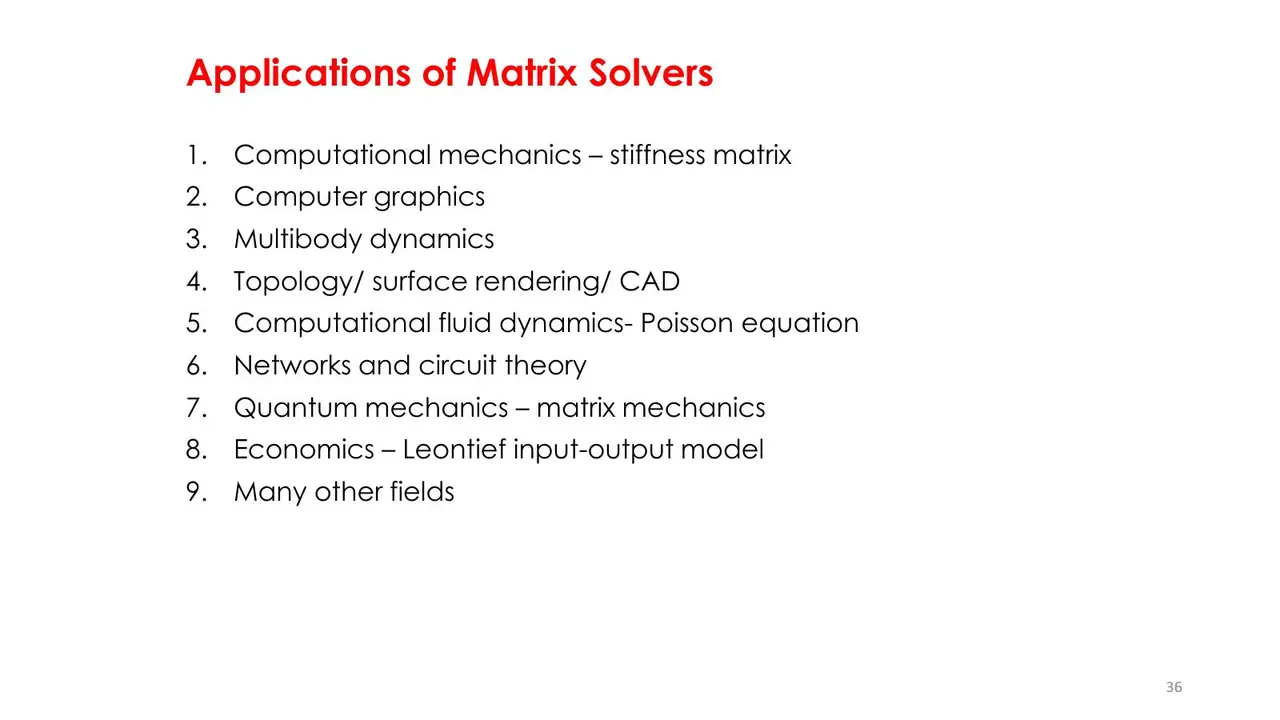 Applications of Matrix Solvers
1. Computational mechanics – stiffness matrix
2. Computer graphics
3. Multibody dynamics
4. Topology/ surface rendering/ CAD
5. Computational fluid dynamics- Poisson equation
6. Networks and circuit theory
7. Quantum mechanics – matrix mechanics
8. Economics – Leontief input-output model
9. Many other fields
36